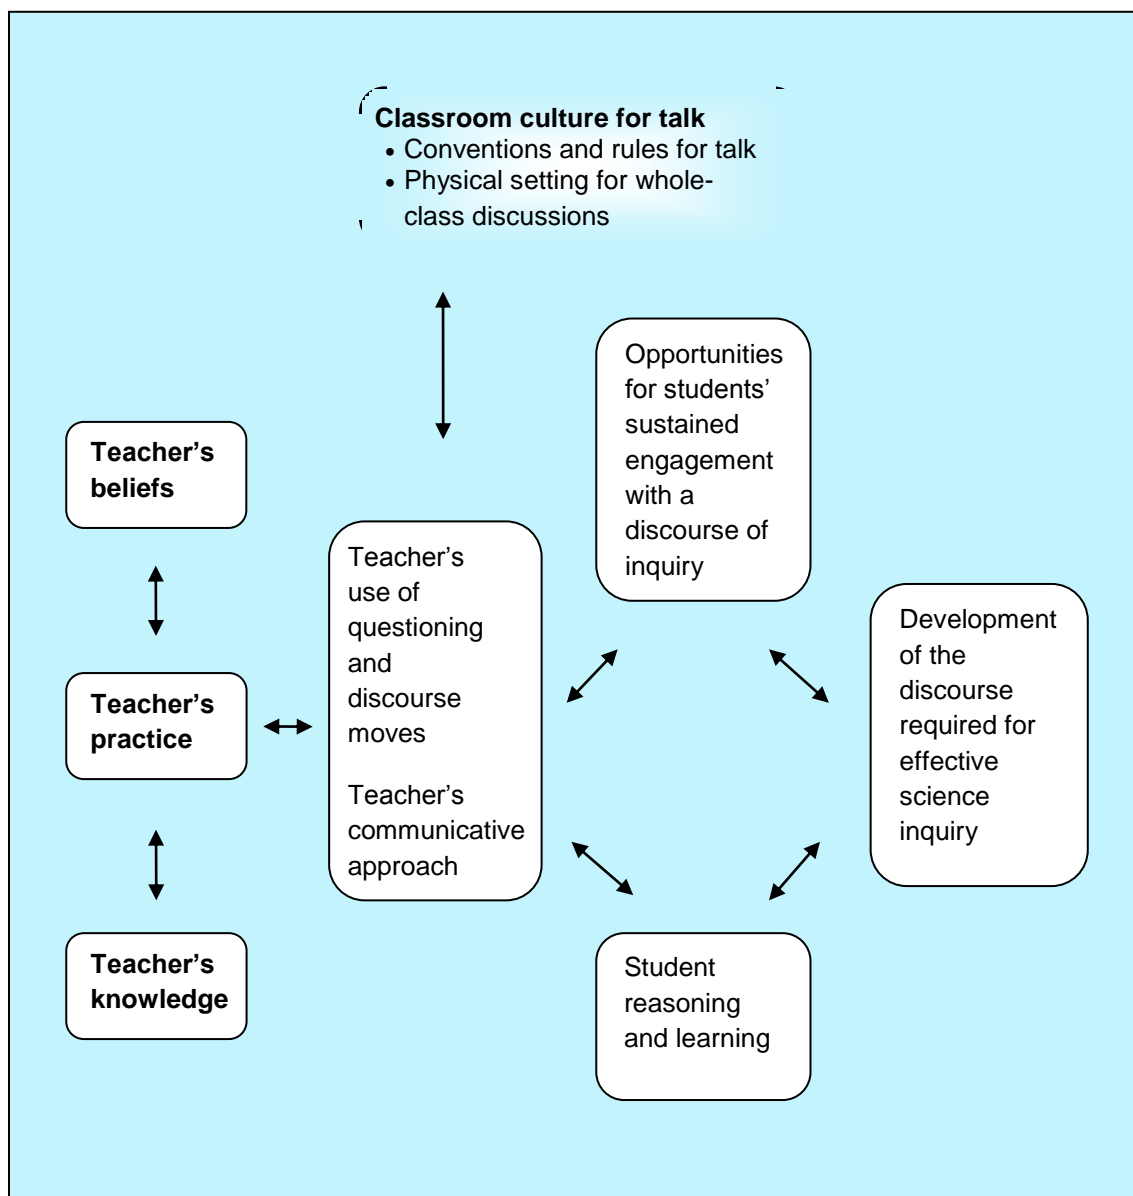 Classroom culture for talk
• Conventions and rules for talk
• Physical setting for whole-
class discussions
Opportunities
for students’
sustained
engagement
with a
discourse of
inquiry
Teacher’s
beliefs
Teacher’s
use of
questioning
and
discourse
moves
Teacher’s
communicative
approach
Development
of the
discourse
required for
effective
science
inquiry
Teacher’s
practice
Teacher’s
knowledge
Student
reasoning
and learning